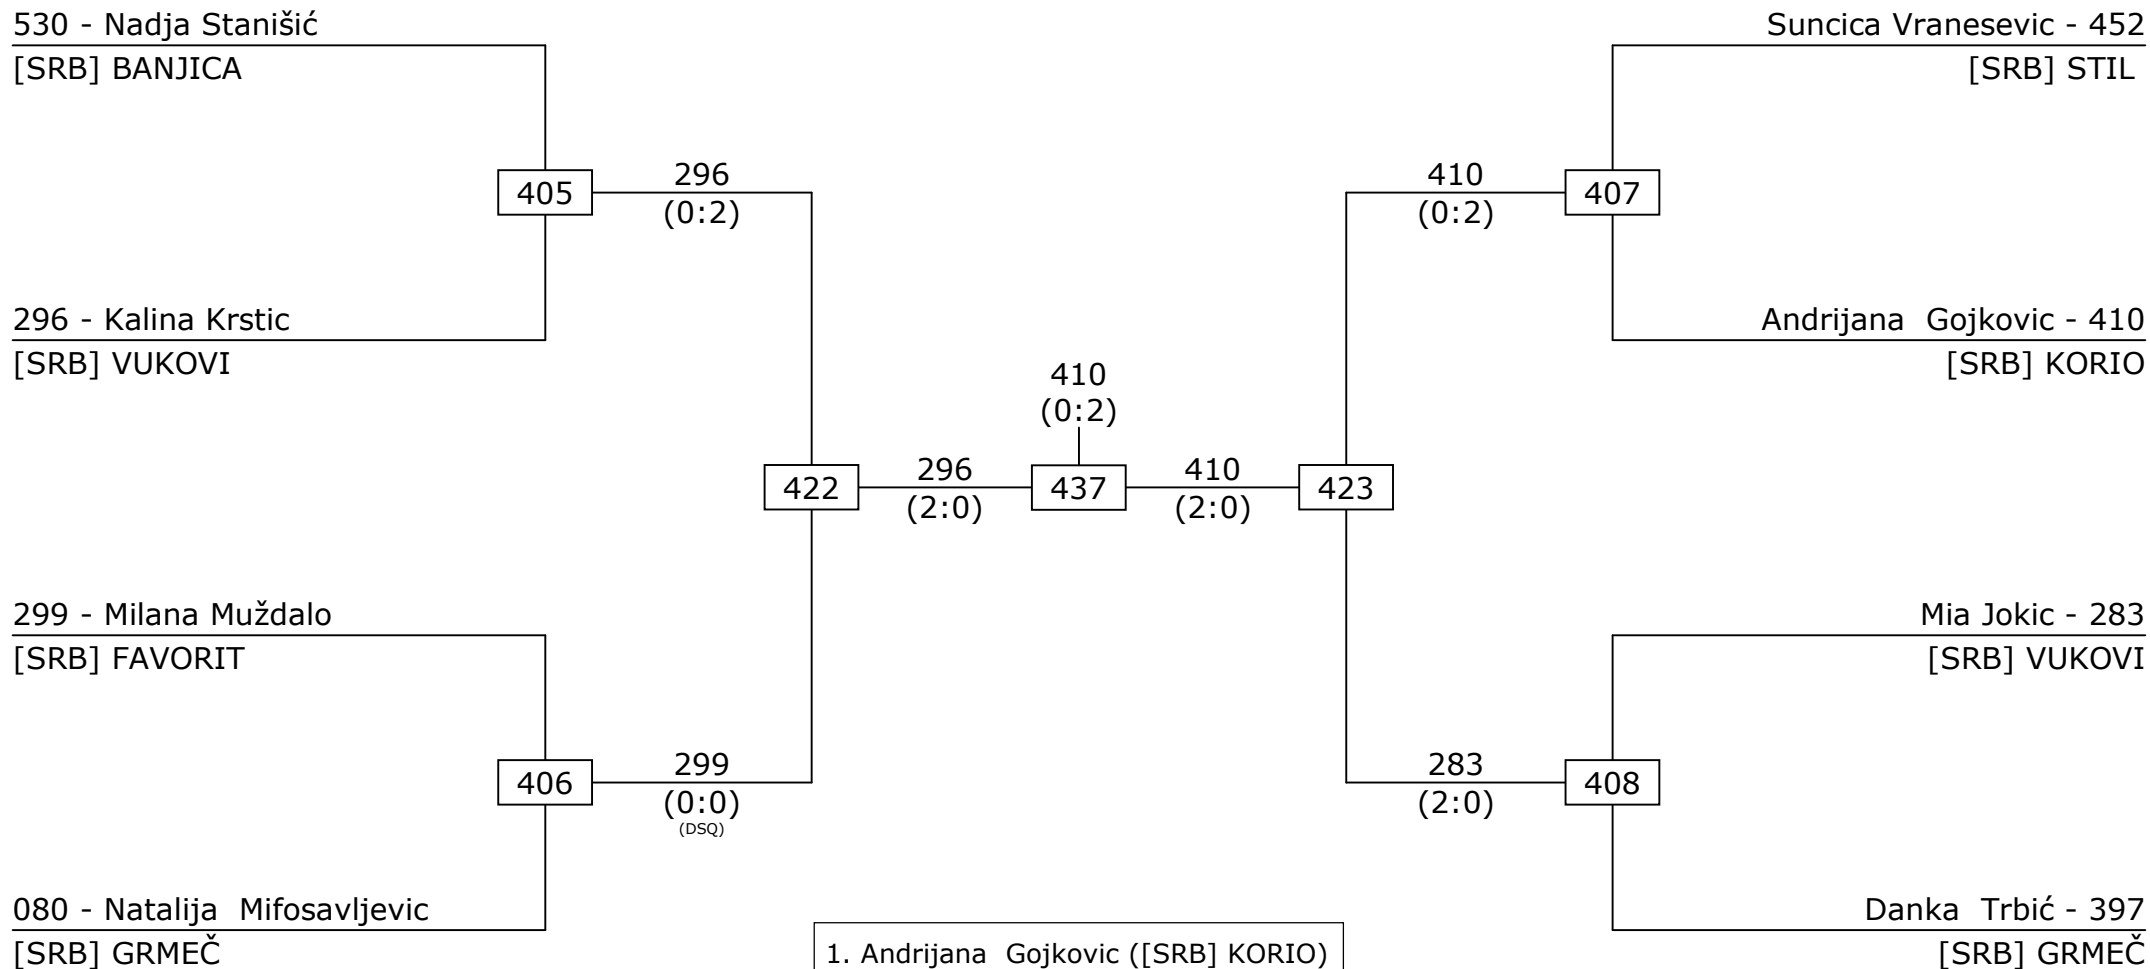 530 - Nadja Stanišić
[SRB] BANJICA
405
296
(0:2)
296 - Kalina Krstic
[SRB] VUKOVI
422
296
(2:0)
299 - Milana Muždalo
[SRB] FAVORIT
406
299
(0:0)
(DSQ)
080 - Natalija  Mifosavljevic
[SRB] GRMEČ
410
(0:2)
437
Suncica Vranesevic - 452
[SRB] STIL
410
(0:2)
407
Andrijana  Gojkovic - 410
[SRB] KORIO
410
(2:0)
423
Mia Jokic - 283
[SRB] VUKOVI
283
(2:0)
408
Danka  Trbić - 397
[SRB] GRMEČ
1. Andrijana  Gojkovic ([SRB] KORIO)